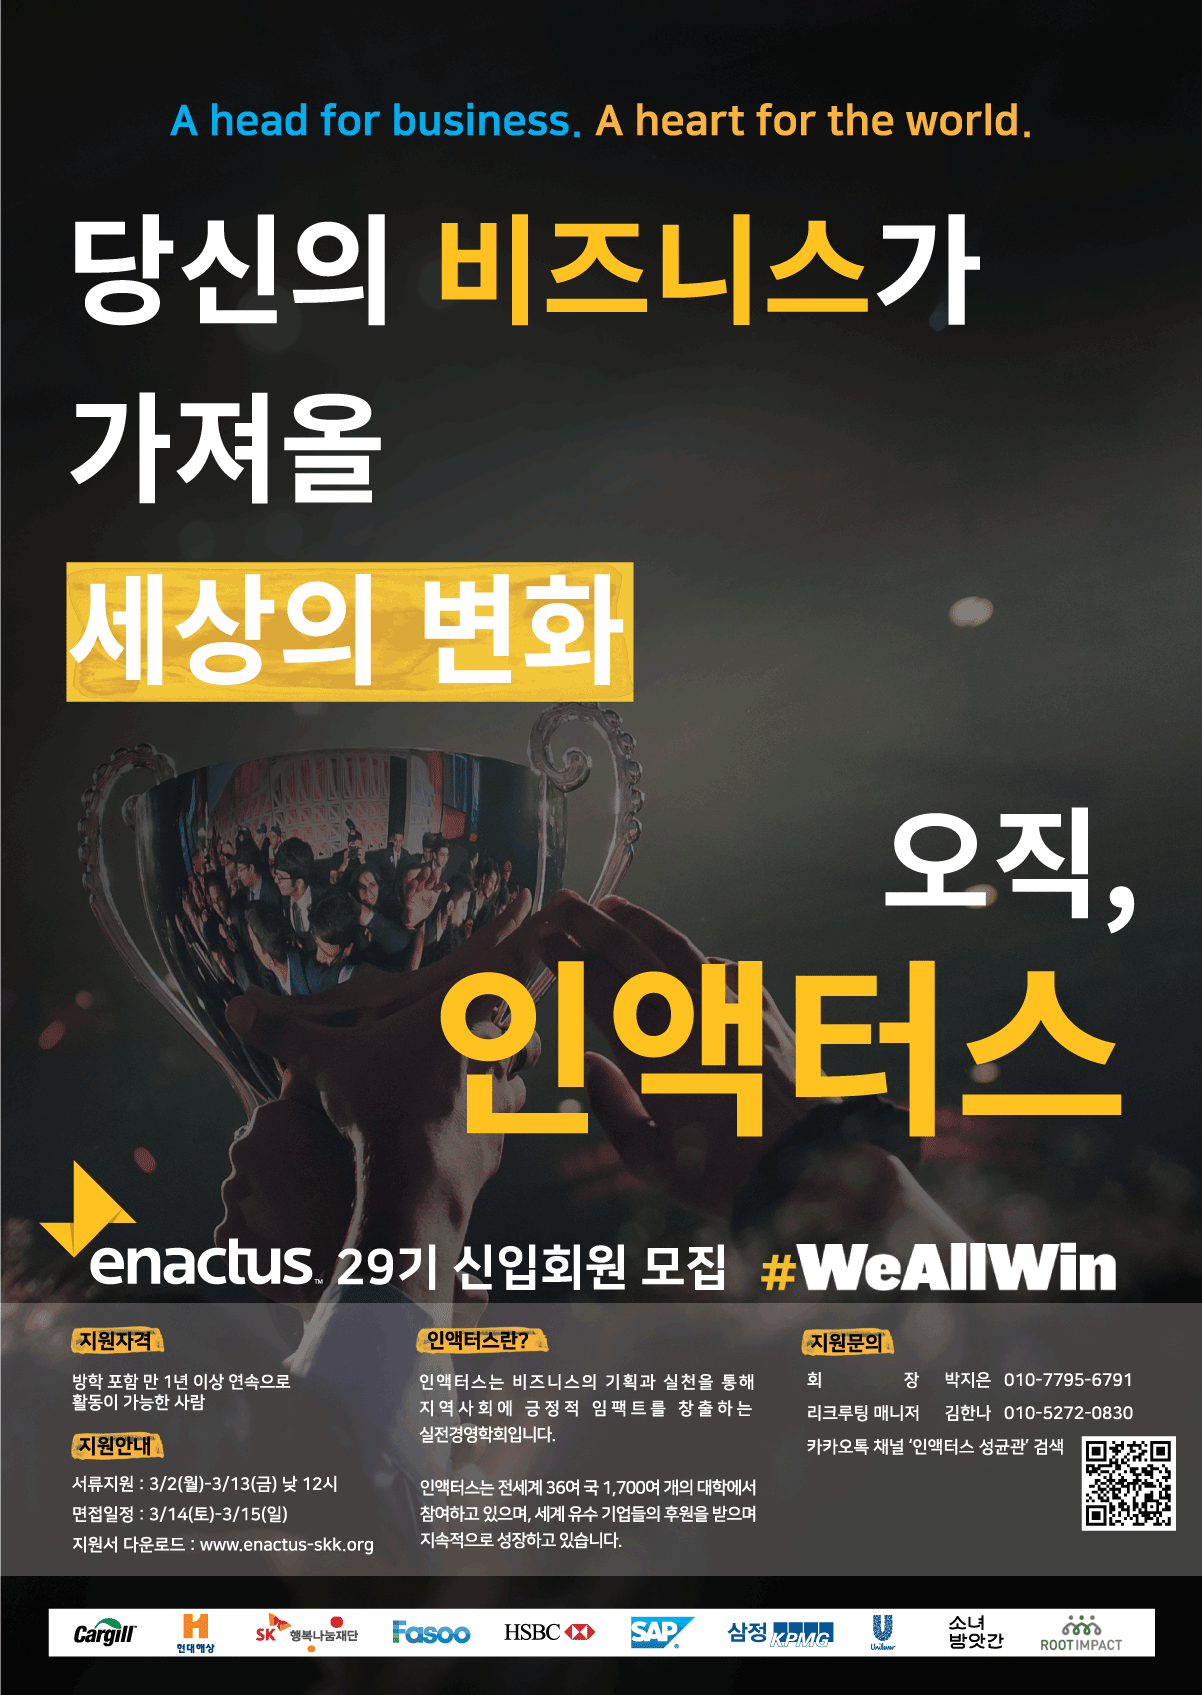 A head for business. A heart for the world.
당신의 비즈니스가
가져올
세상의 변화
오직,
인액터스
enactus™ 29기 신입회원 모집 #WeAllWin
지원자격
방학 포함 만 1년 이상 연속으로
활동이 가능한 사람
지원안내
서류지원 : 3/2(월)-3/13(금) 낮 12시
면접일정 : 3/14(토)-3/15(일)
지원서 다운로드 : www.enactus-skk.org
인액터스란?
인액터스는 비즈니스의 기획과 실천을 통해
지역사회에 긍정적 임팩트를 창출하는
실전경영학회입니다.
인액터스는 전세계 36여 국 1,700여 개의 대학에서
참여하고 있으며, 세계 유수 기업들의 후원을 받으며
지속적으로 성장하고 있습니다.
지원문의
회 장 박지은 010-7795-6791
리크루팅 매니저 김한나 010-5272-0830
카카오톡 채널 ‘인액터스 성균관’ 검색
Cargill
현대해상
SK 행복나눔재단
Fasoo
HSBC
SAP
삼정 KPMG
Unilever
소녀
방앗간
ROOT IMPACT